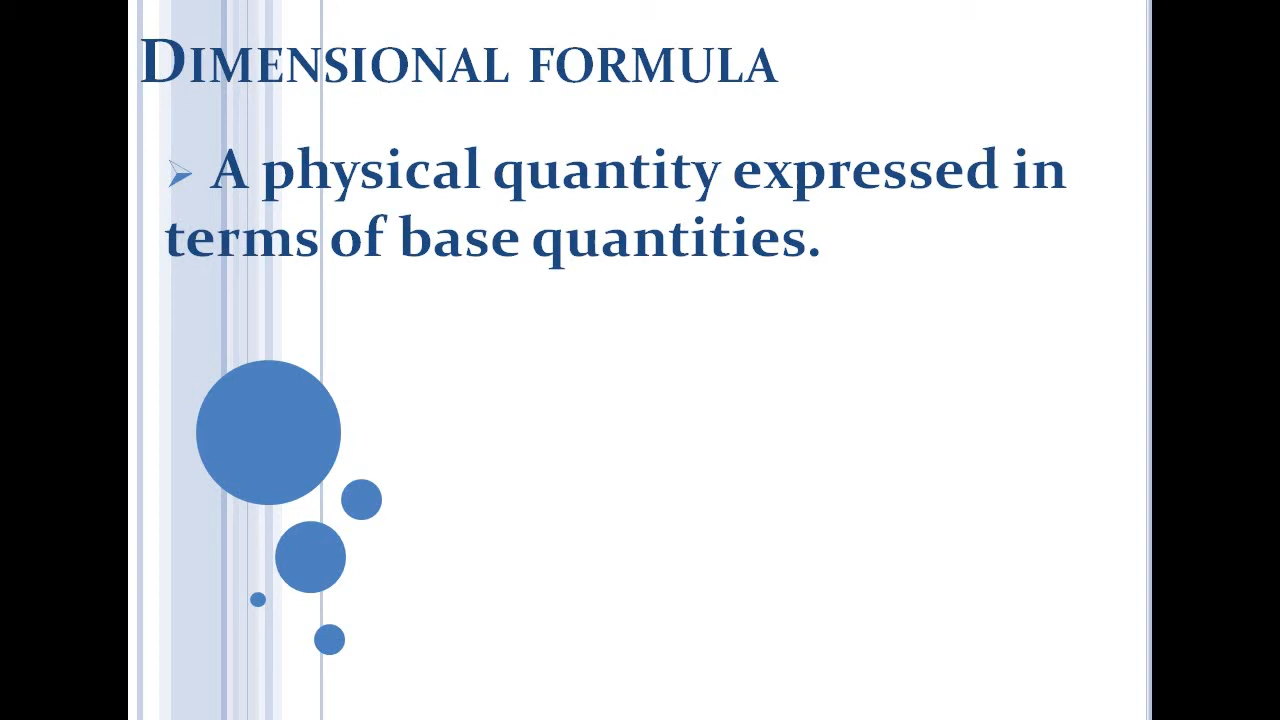 DIMENSIONAL FORMULA
A physical quantity expressed in
terms of base quantities.